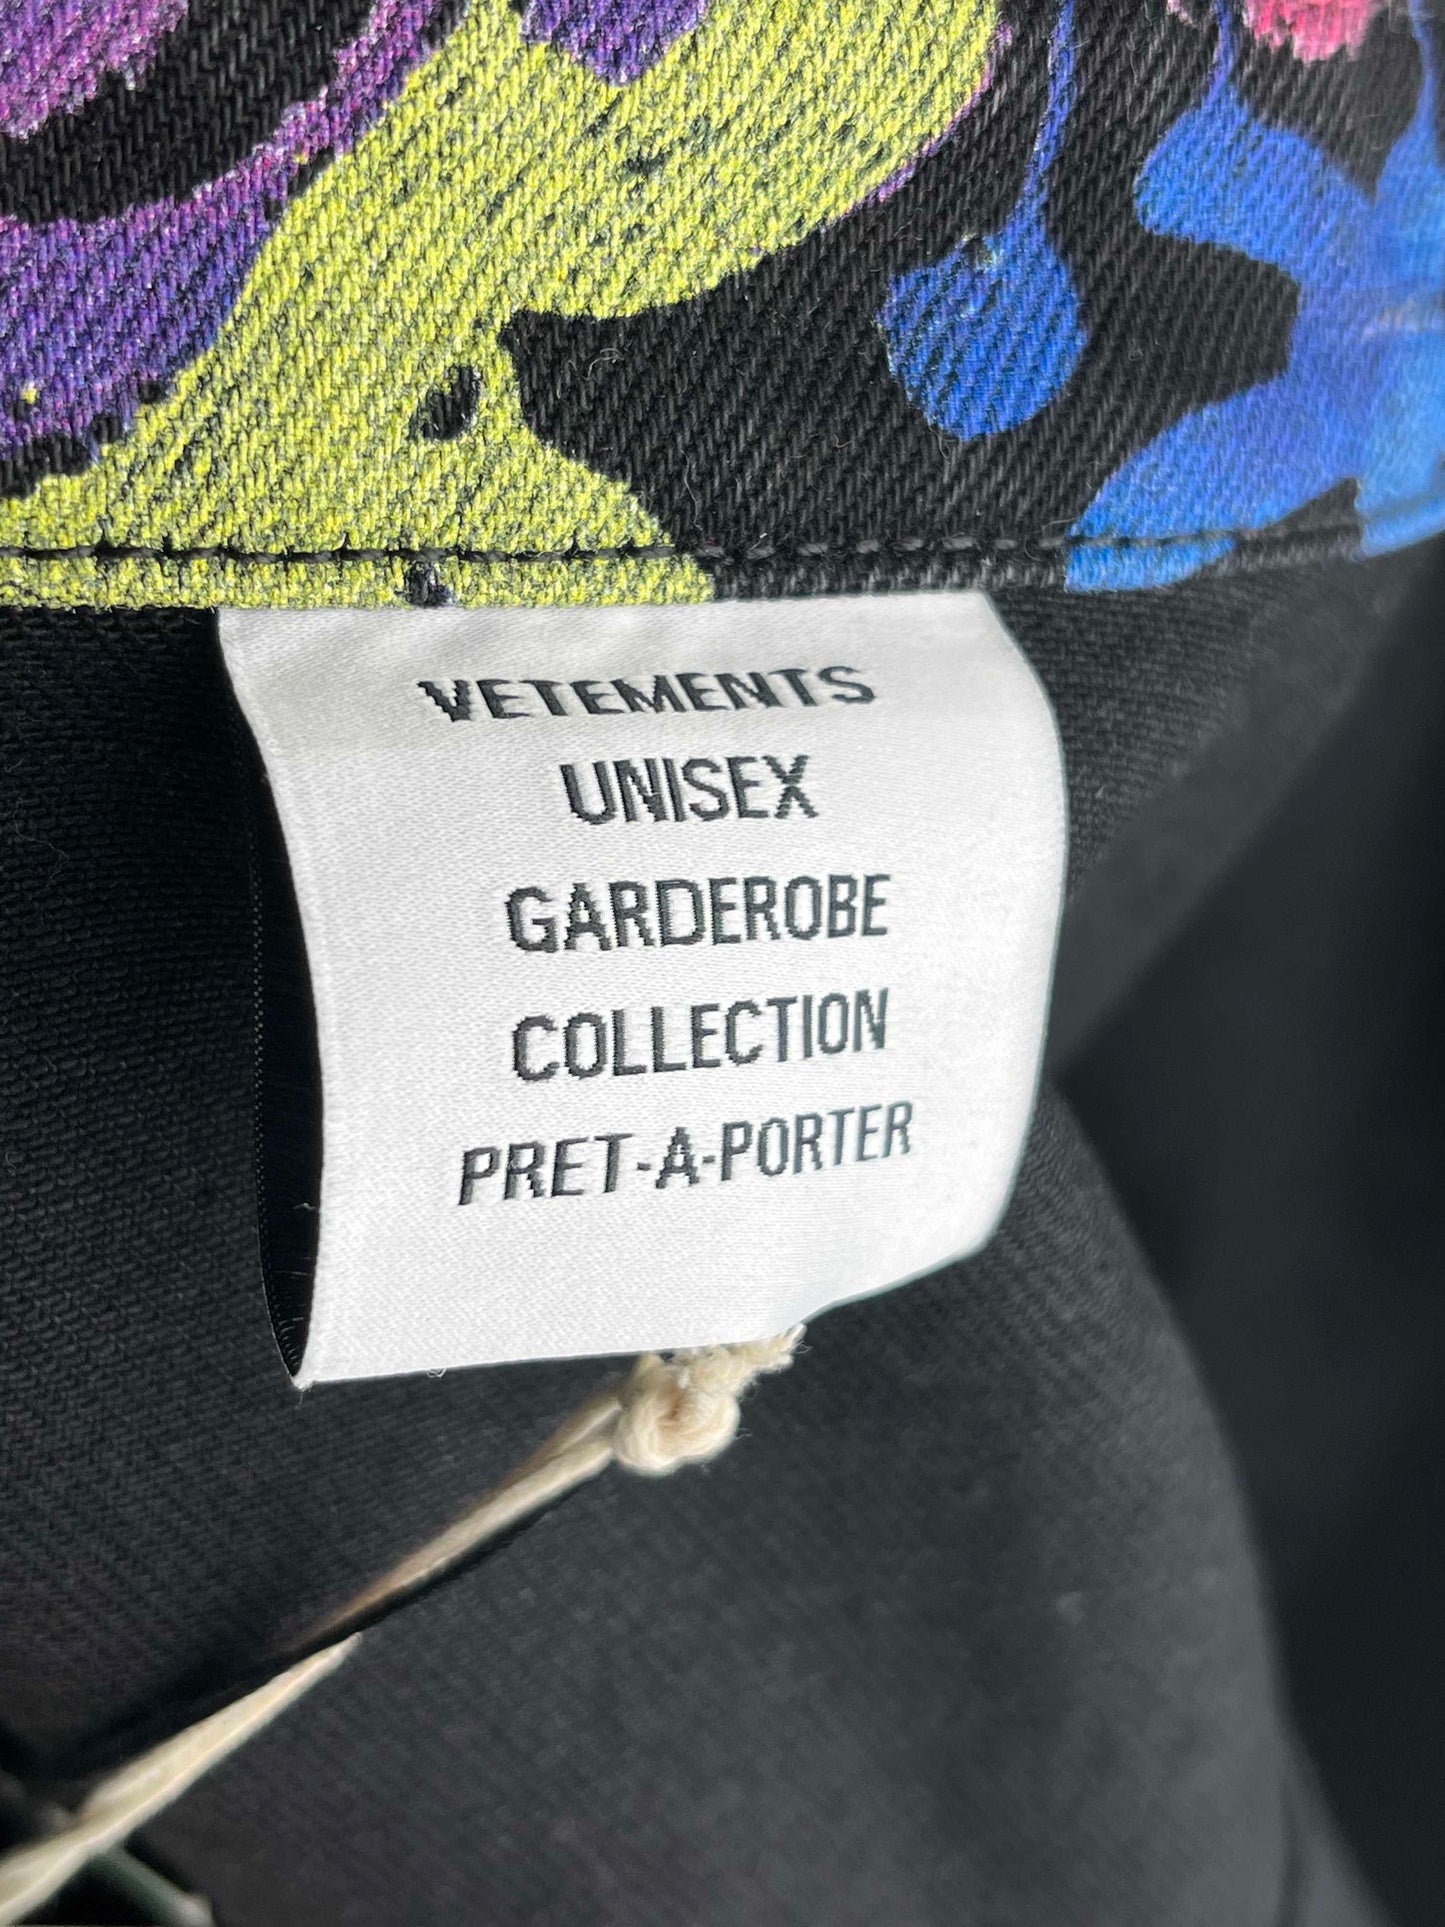 VETEMENTS
UNISEX
GARDEROBE
COLLECTION
PRET-A-PORTER